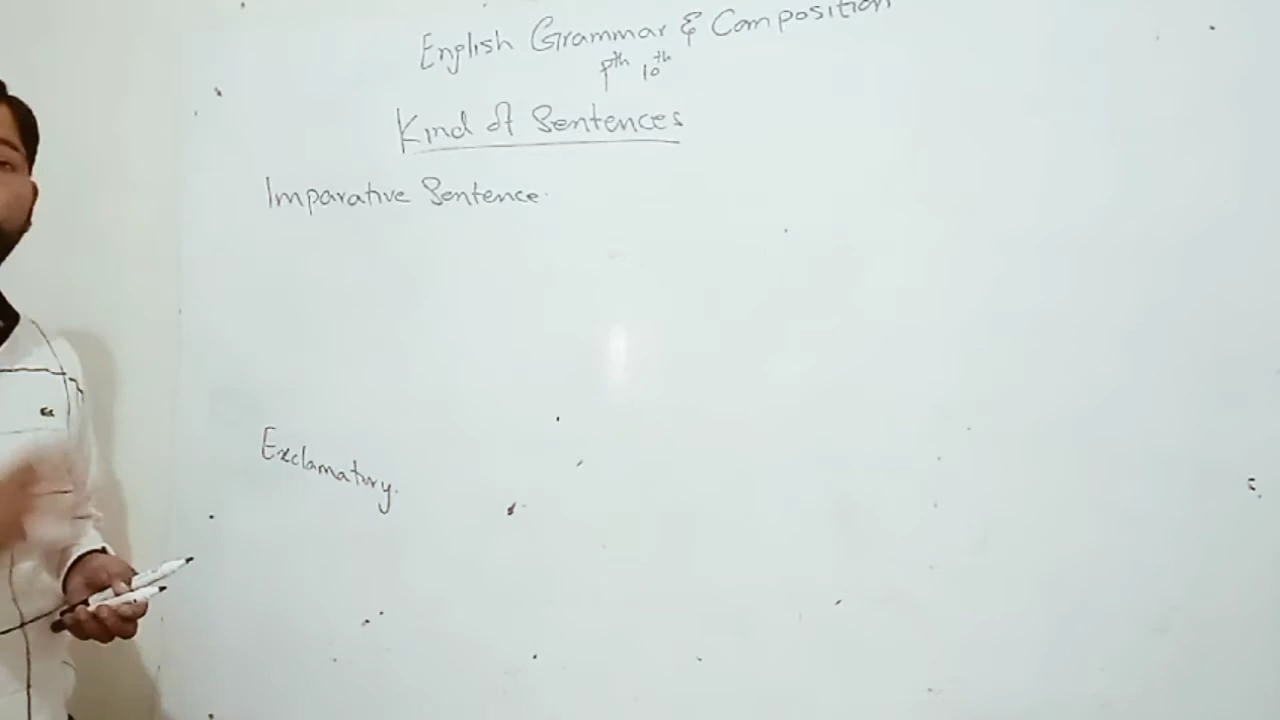 English Grammar & Composition
9th 10th
Kind of Sentences
Imparative Sentence.
Exclamatory.